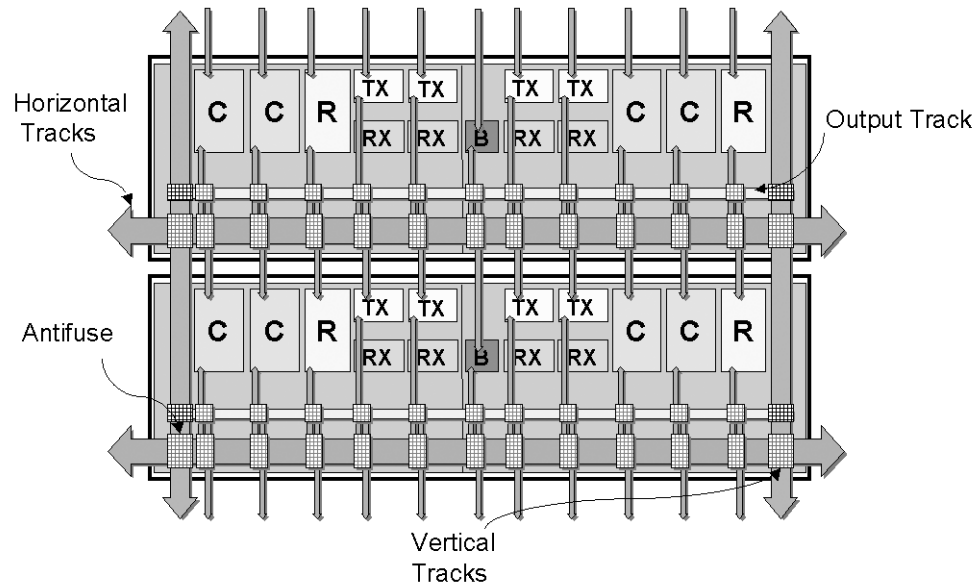 Horizontal
Tracks
C C R TX TX TX TX C C R
RX RX B RX RX
Output Track
C C R TX TX TX TX C C R
RX RX B RX RX
Antifuse
Vertical
Tracks